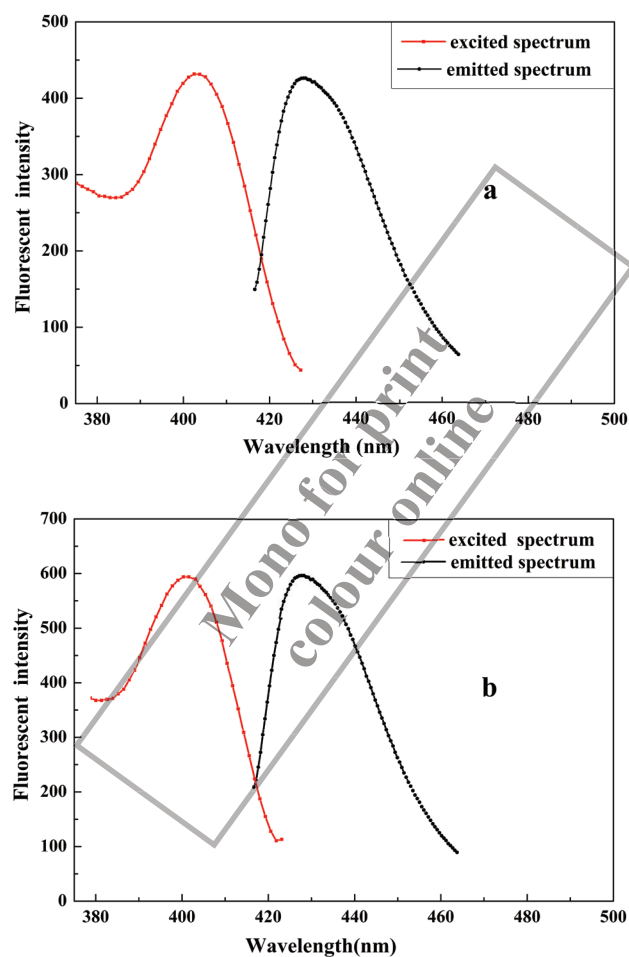 500
400
300
200
100
0
Fluorescent intensity
excited spectrum
emitted spectrum
a
380 400 420 440 460 480 500
Wavelength (nm)
Mono for print
colour online
700
600
500
400
300
200
100
0
Fluorescent intensity
excited spectrum
emitted spectrum
b
380 400 420 440 460 480 500
Wavelength(nm)